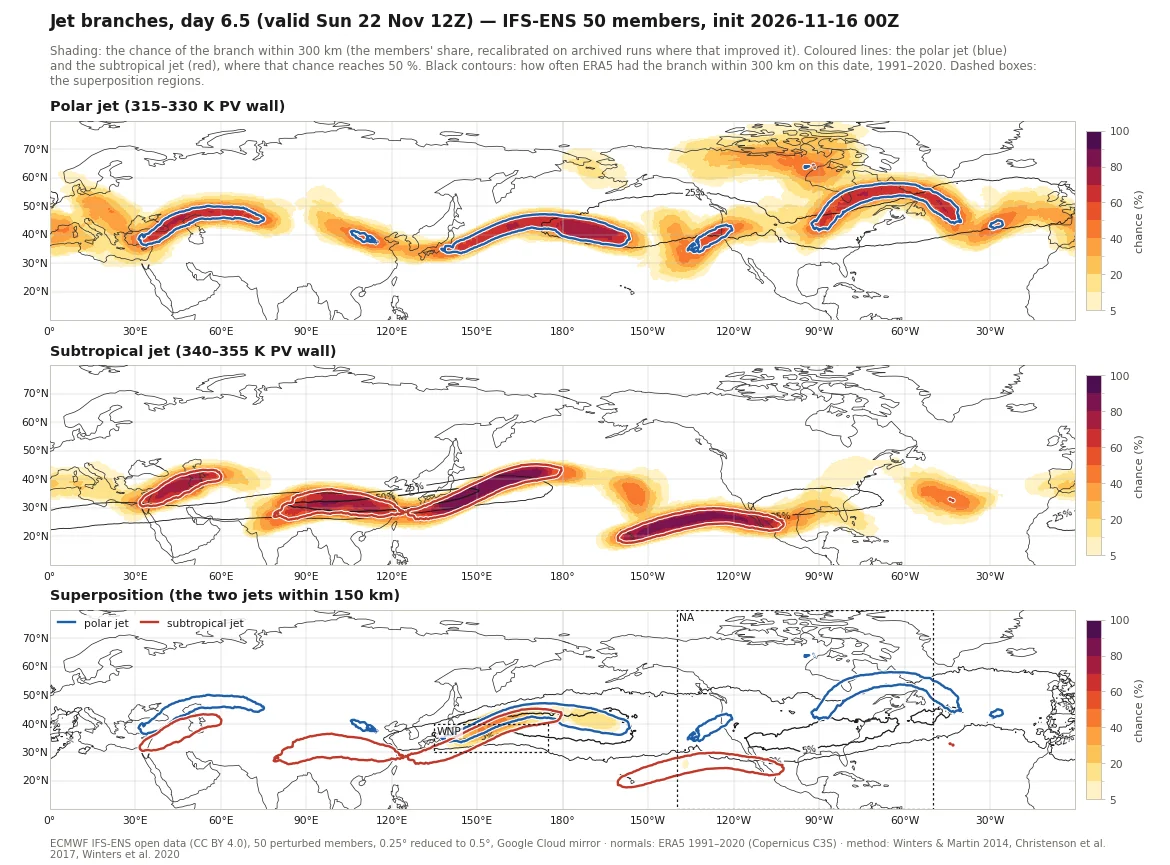 Jet branches, day 6.5 (valid Sun 22 Nov 12Z) — IFS-ENS 50 members, init 2026-11-16 00Z
Shading: the chance of the branch within 300 km (the members' share, recalibrated on archived runs where that improved it). Coloured lines: the polar jet (blue)
and the subtropical jet (red), where that chance reaches 50 %. Black contours: how often ERA5 had the branch within 300 km on this date, 1991–2020. Dashed boxes:
the superposition regions.
Polar jet (315–330 K PV wall)
70°N
60°N
50°N
40°N
30°N
20°N
25%
0° 30°E 60°E 90°E 120°E 150°E 180° 150°W 120°W 90°W 60°W 30°W
100
80
60
40
20
5
chance (%)
Subtropical jet (340–355 K PV wall)
70°N
60°N
50°N
40°N
30°N
20°N
50%
25%
25%
25%
0° 30°E 60°E 90°E 120°E 150°E 180° 150°W 120°W 90°W 60°W 30°W
100
80
60
40
20
5
chance (%)
Superposition (the two jets within 150 km)
polar jet
subtropical jet
NA
WNP
70°N
60°N
50°N
40°N
30°N
20°N
5%
0° 30°E 60°E 90°E 120°E 150°E 180° 150°W 120°W 90°W 60°W 30°W
100
80
60
40
20
5
chance (%)
ECMWF IFS-ENS open data (CC BY 4.0), 50 perturbed members, 0.25° reduced to 0.5°, Google Cloud mirror · normals: ERA5 1991–2020 (Copernicus C3S) · method: Winters & Martin 2014, Christenson et al.
2017, Winters et al. 2020